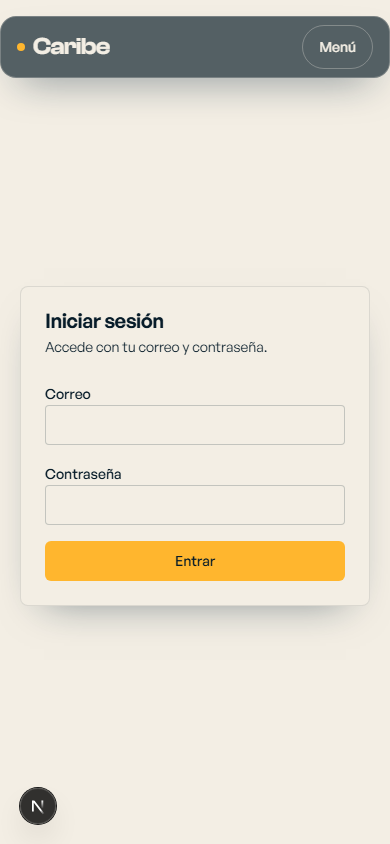 Caribe
Menú
Iniciar sesión
Accede con tu correo y contraseña.
Correo
Contraseña
Entrar
N